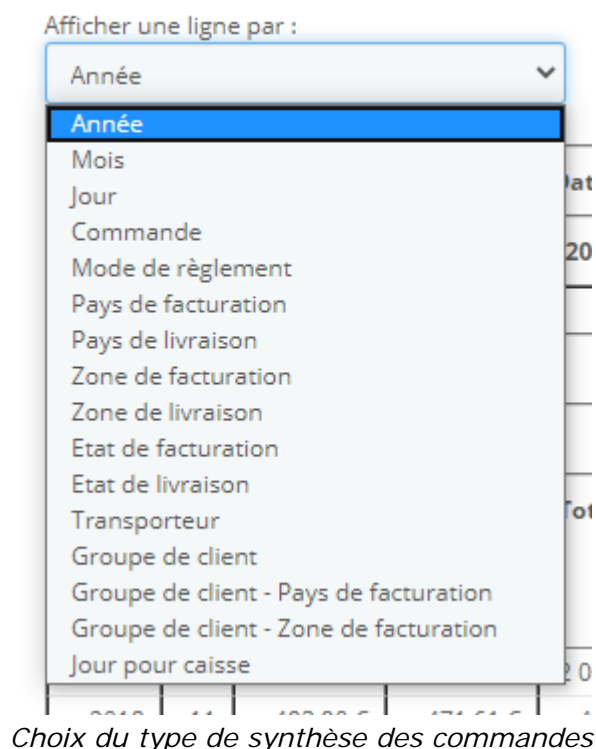 Afficher une ligne par :
Année
Année
Mois
Jour
Commande
Mode de règlement
Pays de facturation
Pays de livraison
Zone de facturation
Zone de livraison
Etat de facturation
Etat de livraison
Transporteur
Groupe de client
Groupe de client - Pays de facturation
Groupe de client - Zone de facturation
Jour pour caisse
Choix du type de synthèse des commandes